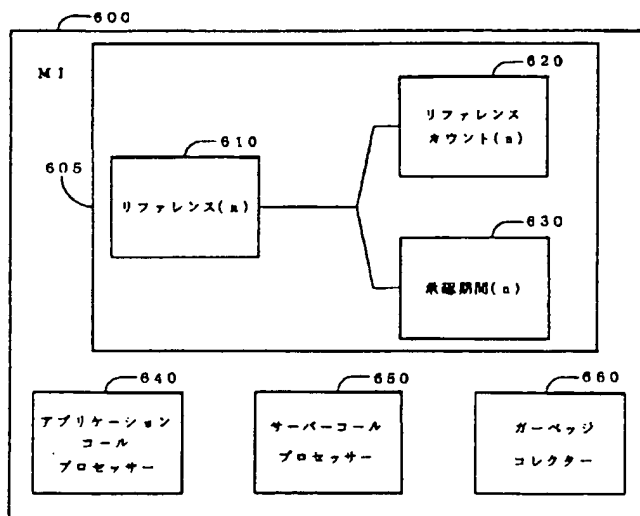 600
MI
620
リファレンス
カウント(n)
610
605
リファレンス(n)
630
承認期間(n)
640
アプリケーション
コール
プロセッサー
650
サーバーコール
プロセッサー
660
ガーベッジ
コレクター